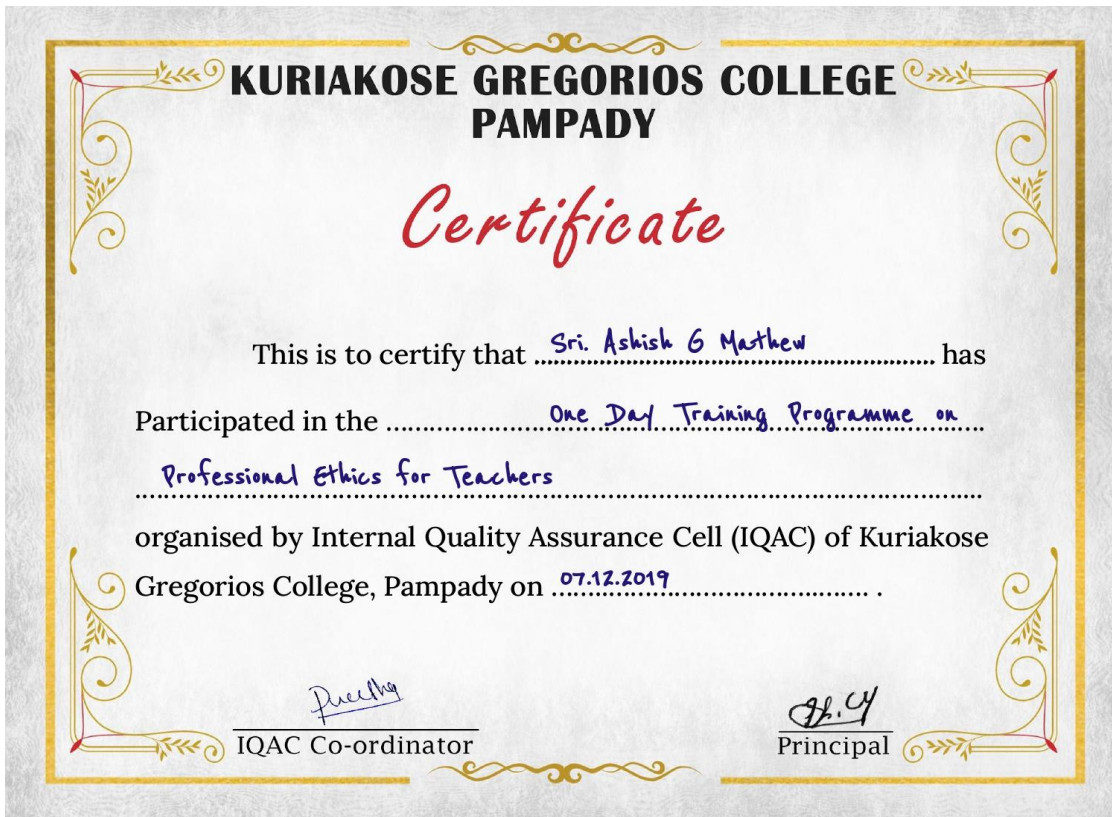 KURIAKOSE GREGORIOS COLLEGE
PAMPADY
Certificate
This is to certify that Sri. Ashish G Mathew has
Participated in the One Day Training Programme on
Professional Ethics for Teachers
organised by Internal Quality Assurance Cell (IQAC) of Kuriakose
Gregorios College, Pampady on 07.12.2019 .
IQAC Co-ordinator
Principal